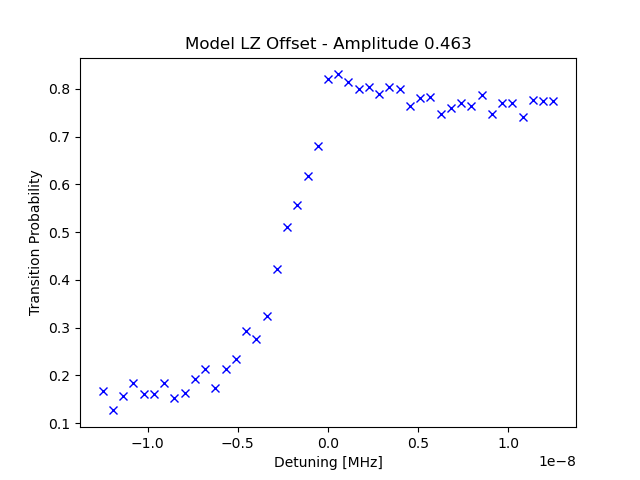 Model LZ Offset - Amplitude 0.463
Transition Probability
0.8
0.7
0.6
0.5
0.4
0.3
0.2
0.1
−1.0 −0.5 0.0 0.5 1.0
Detuning [MHz]
1e−8